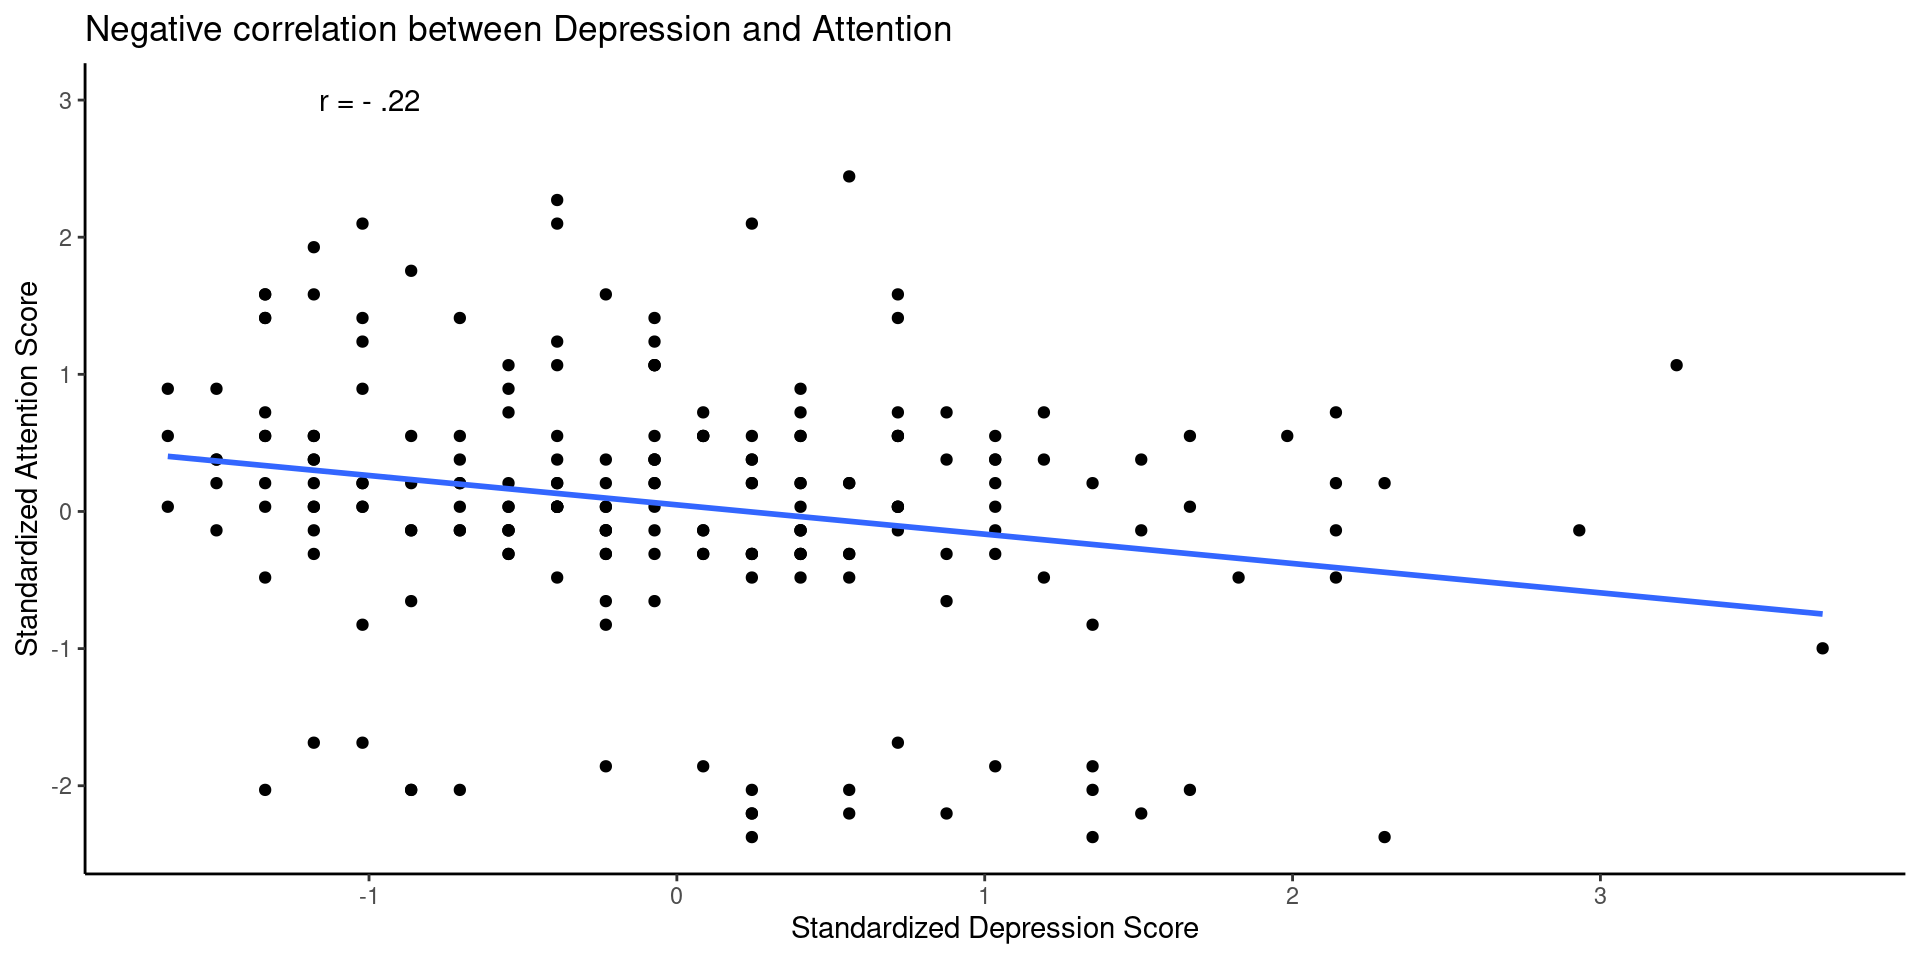 Negative correlation between Depression and Attention
r = - .22
3
2
1
0
-1
-2
Standardized Attention Score
-1
0
1
2
3
Standardized Depression Score